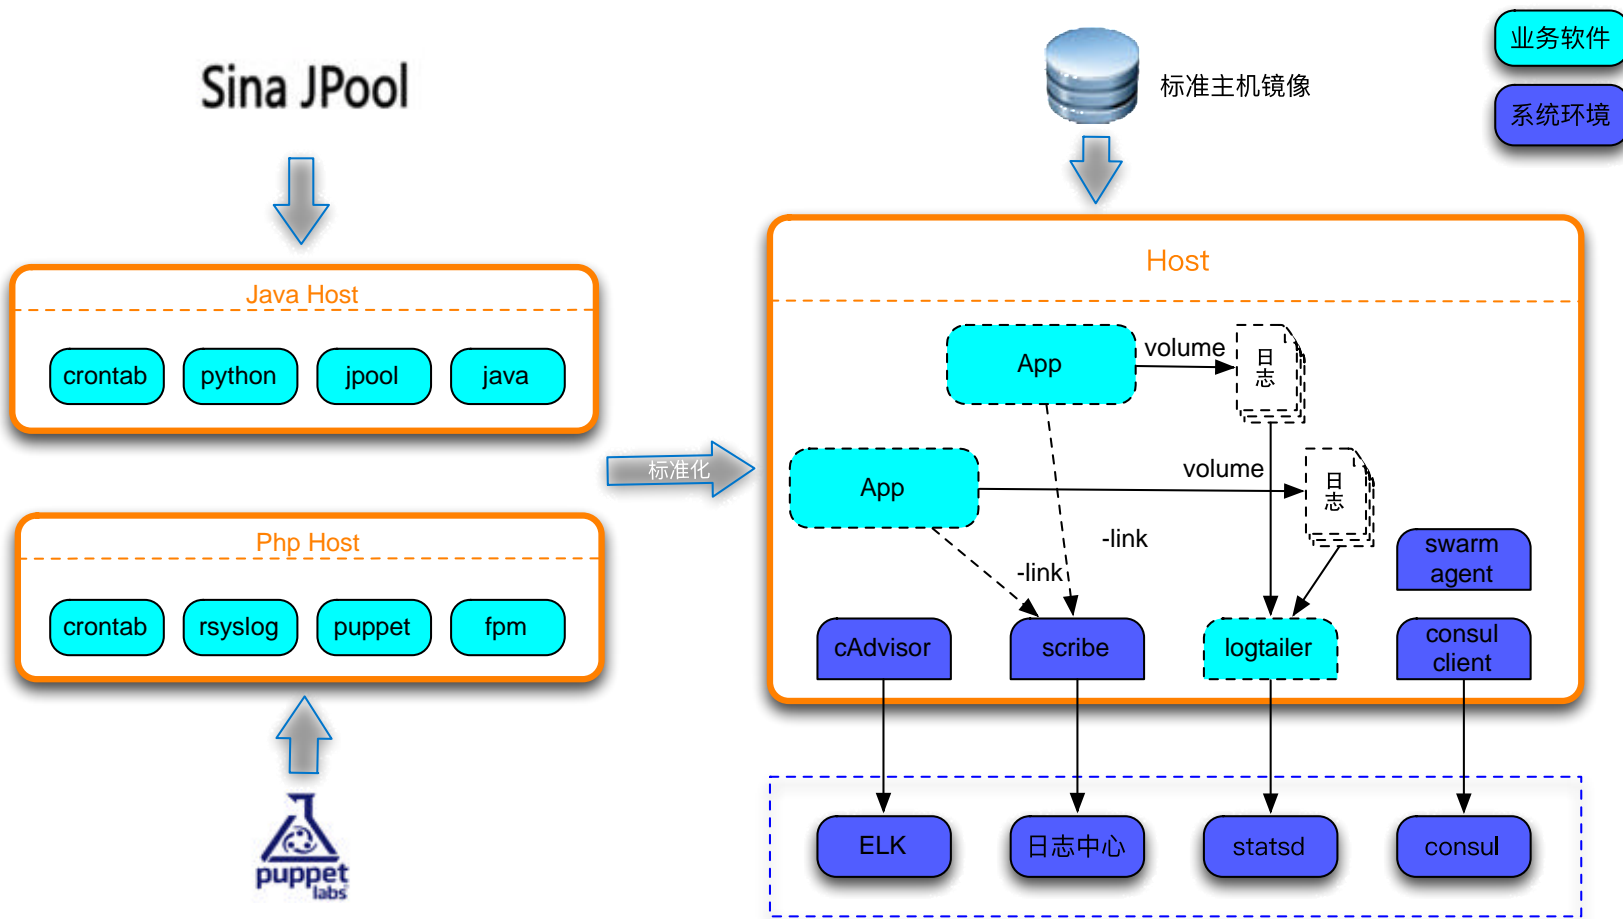 Sina JPool
标准主机镜像
业务软件
系统环境
Java Host
crontab
python
jpool
java
标准化
Php Host
crontab
rsyslog
puppet
fpm
puppet
labs
Host
App
volume
日
志
App
volume
日
志
-link
-link
swarm
agent
cAdvisor
scribe
logtailer
consul
client
ELK
日志中心
statsd
consul